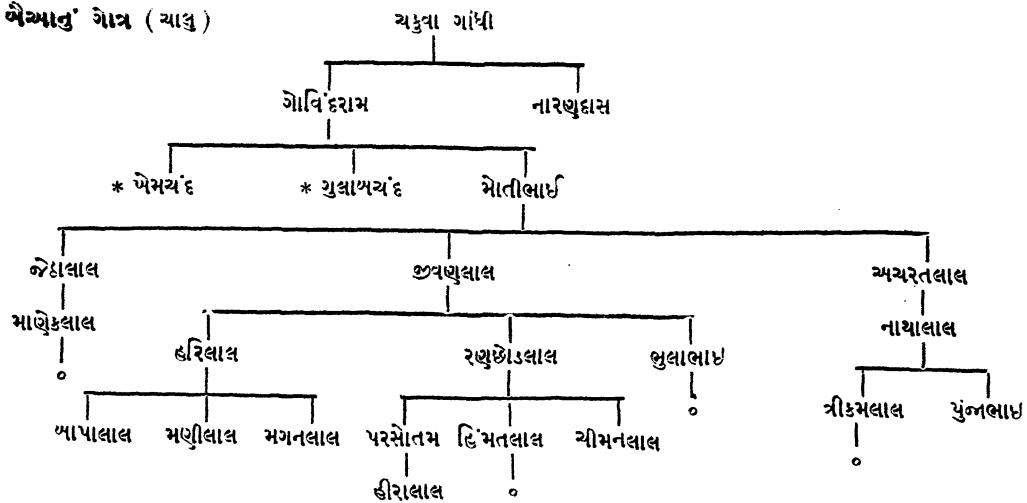 બૈઆનું ગોત્ર (ચાલુ)
ચકુવા ગાંધી
ગોવિંદરામ નારણદાસ
* ખેમચંદ * ગુલાબચંદ મોતીભાઈ
જેઠાલાલ જીવણલાલ અચરતલાલ
માણેકલાલ નાથાલાલ
હરિલાલ રણછોડલાલ ભુલાભાઇ
ત્રીકમલાલ પુંજાભાઇ
બાપાલાલ મણીલાલ મગનલાલ પરસોતમ હિંમતલાલ ચીમનલાલ
હીરાલાલ